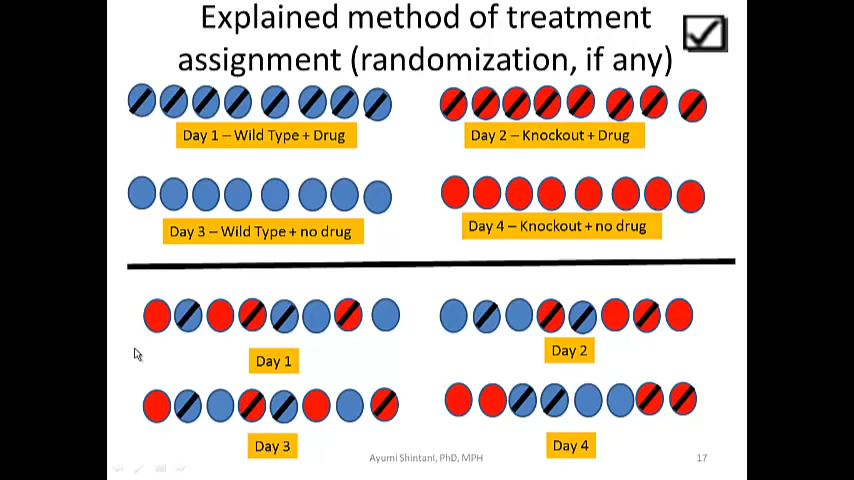 Explained method of treatment
assignment (randomization, if any)
Day 1 – Wild Type + Drug
Day 2 – Knockout + Drug
Day 3 – Wild Type + no drug
Day 4 – Knockout + no drug
Day 1
Day 2
Day 3
Day 4
Ayumi Shintani, PhD, MPH
17